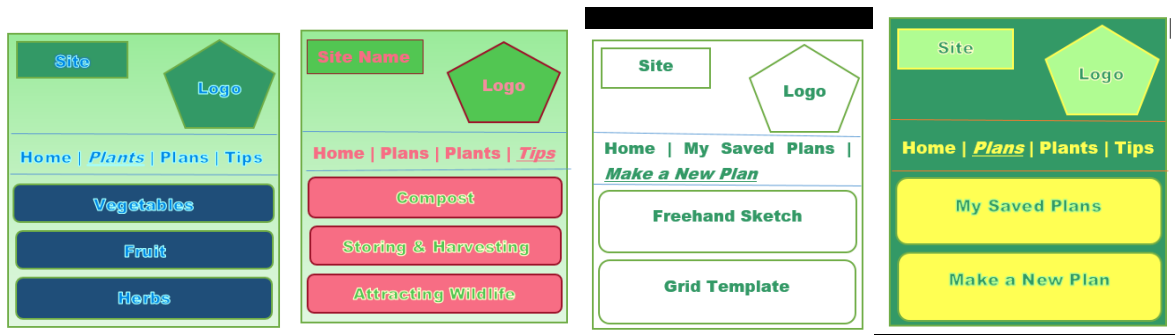 Site
Logo
Home | Plants | Plans | Tips
Vegetables
Fruit
Herbs
Site Name
Logo
Home | Plans | Plants | Tips
Compost
Storing & Harvesting
Attracting Wildlife
Site
Logo
Home | My Saved Plans |
Make a New Plan
Freehand Sketch
Grid Template
Site
Logo
Home | Plans | Plants | Tips
My Saved Plans
Make a New Plan